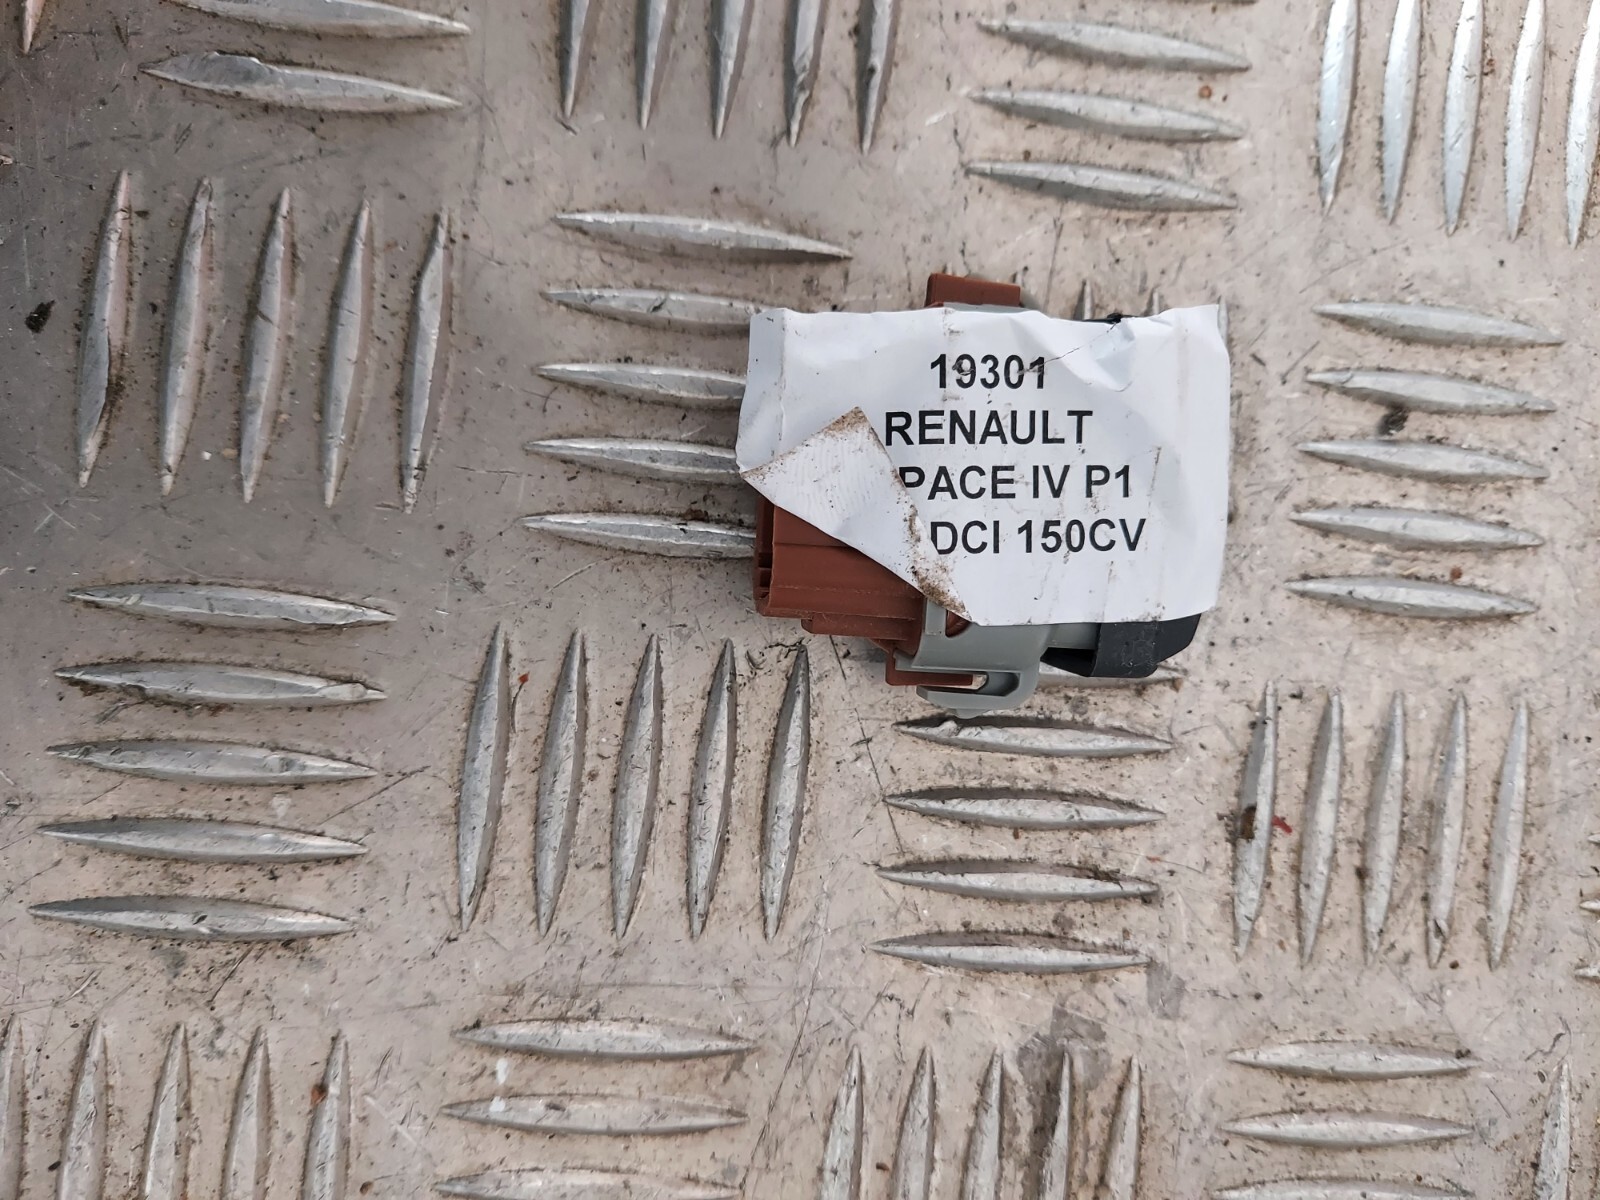 19301
RENAULT
PACE IV P1
DCI 150CV